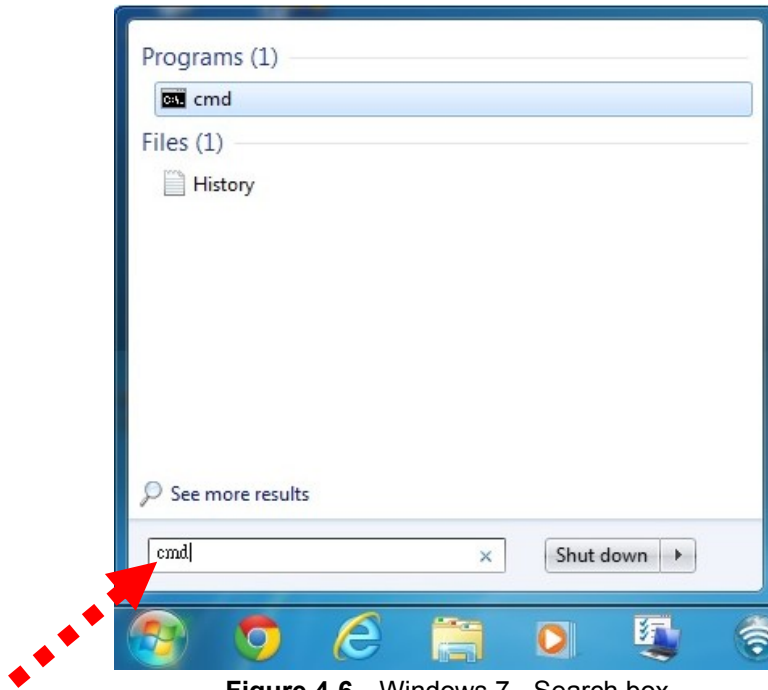 Programs (1)
C:\.
cmd
Files (1)
History
See more results
cmd
Shut down
Figure 4-6 Windows 7 - Search box